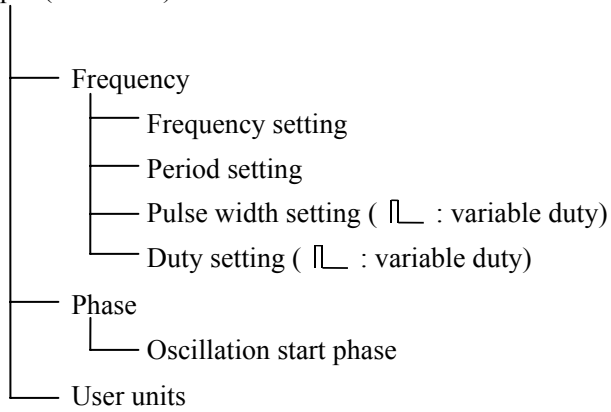 Frequency
Frequency setting
Period setting
Pulse width setting ( : variable duty)
Duty setting ( : variable duty)
Phase
Oscillation start phase
User units